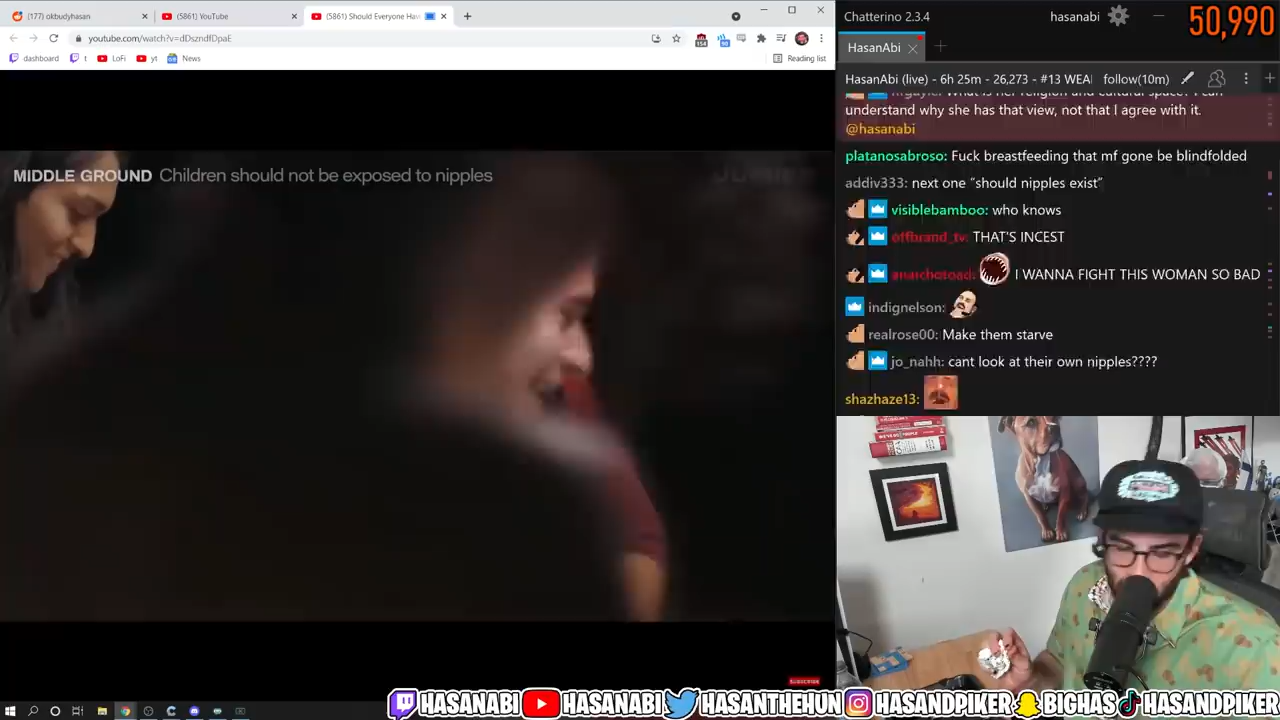 (177) okbudyhasan
(5861) YouTube
(5861) Should Everyone Hav
youtube.com/watch?v=dDszndfDpaE
dashboard
t
LoFi
yt
News
Reading list
MIDDLE GROUND Children should not be exposed to nipples
SUBSCRIBE
Chatterino 2.3.4
hasanabi
50,990
HasanAbi
HasanAbi (live) - 6h 25m - 26,273 - #13 WEA
follow(10m)
understand why she has that view, not that I agree with it.
@hasanabi
platanosabroso: Fuck breastfeeding that mf gone be blindfolded
addiv333: next one “should nipples exist”
visiblebamboo: who knows
offbrand_tv: THAT'S INCEST
anarchotoad: I WANNA FIGHT THIS WOMAN SO BAD
indignelson:
realrose00: Make them starve
jo_nahh: cant look at their own nipples????
shazhaze13:
HASANABI HASANABI HASANTHEHUN HASANDPIKER BIGHAS HASANDPIKER